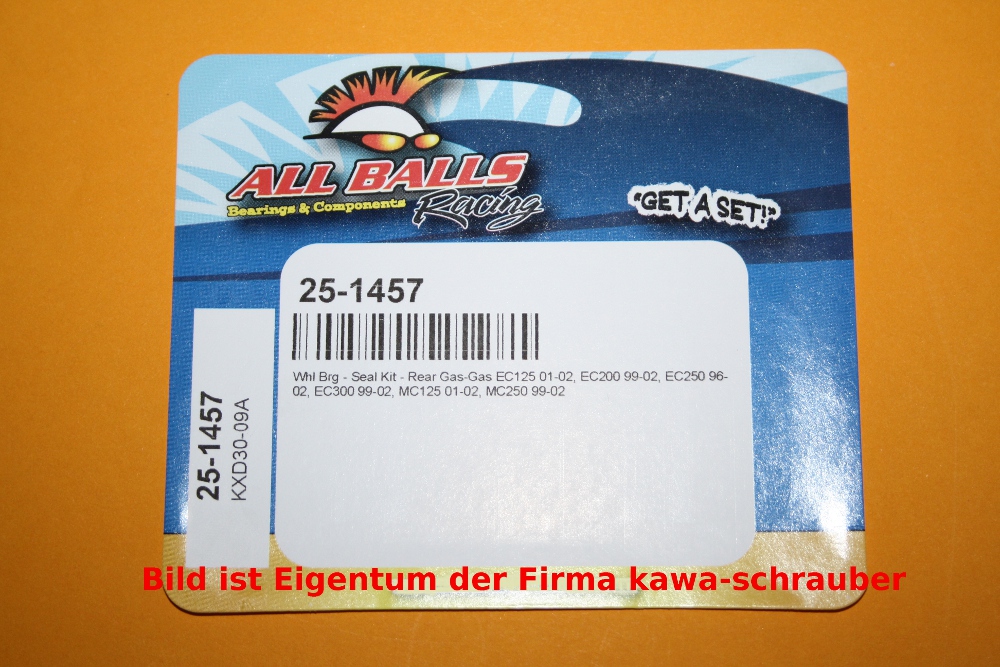 ALL BALLS
Bearings & Components
Racing
"GET A SET!"
25-1457
Whl Brg - Seal Kit - Rear Gas-Gas EC125 01-02, EC200 99-02, EC250 96-
02, EC300 99-02, MC125 01-02, MC250 99-02
25-1457
KXD30-09A
Bild ist Eigentum der Firma kawa-schrauber